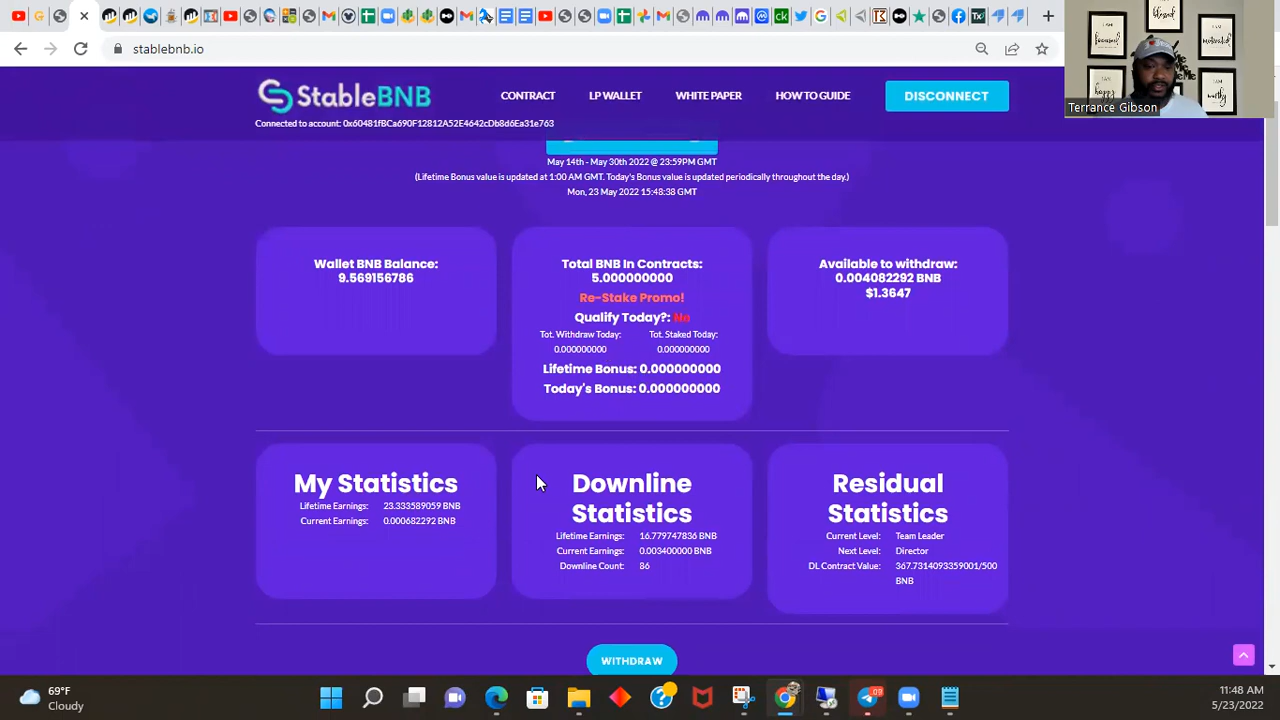 stablebnb.io
Terrance Gibson
StableBNB
CONTRACT
LP WALLET
WHITE PAPER
HOW TO GUIDE
DISCONNECT
Connected to account: 0x60481fBCa690F12812A52E4642cDb8d6Ea31e763
May 14th - May 30th 2022 @ 23:59PM GMT
(Lifetime Bonus value is updated at 1:00 AM GMT. Today's Bonus value is updated periodically throughout the day.)
Mon, 23 May 2022 15:48:38 GMT
Wallet BNB Balance:
9.569156786
Total BNB In Contracts:
5.000000000
Re-Stake Promo!
Qualify Today?: No
Tot. Withdraw Today: Tot. Staked Today:
0.000000000 0.000000000
Lifetime Bonus: 0.000000000
Today's Bonus: 0.000000000
Available to withdraw:
0.004082292 BNB
$1.3647
My Statistics
Lifetime Earnings: 23.333589059 BNB
Current Earnings: 0.000682292 BNB
Downline
Statistics
Lifetime Earnings: 16.779747836 BNB
Current Earnings: 0.003400000 BNB
Downline Count: 86
Residual
Statistics
Current Level: Team Leader
Next Level: Director
DL Contract Value: 367.7314093359001/500
BNB
WITHDRAW
69°F
Cloudy
09
11:48 AM
5/23/2022